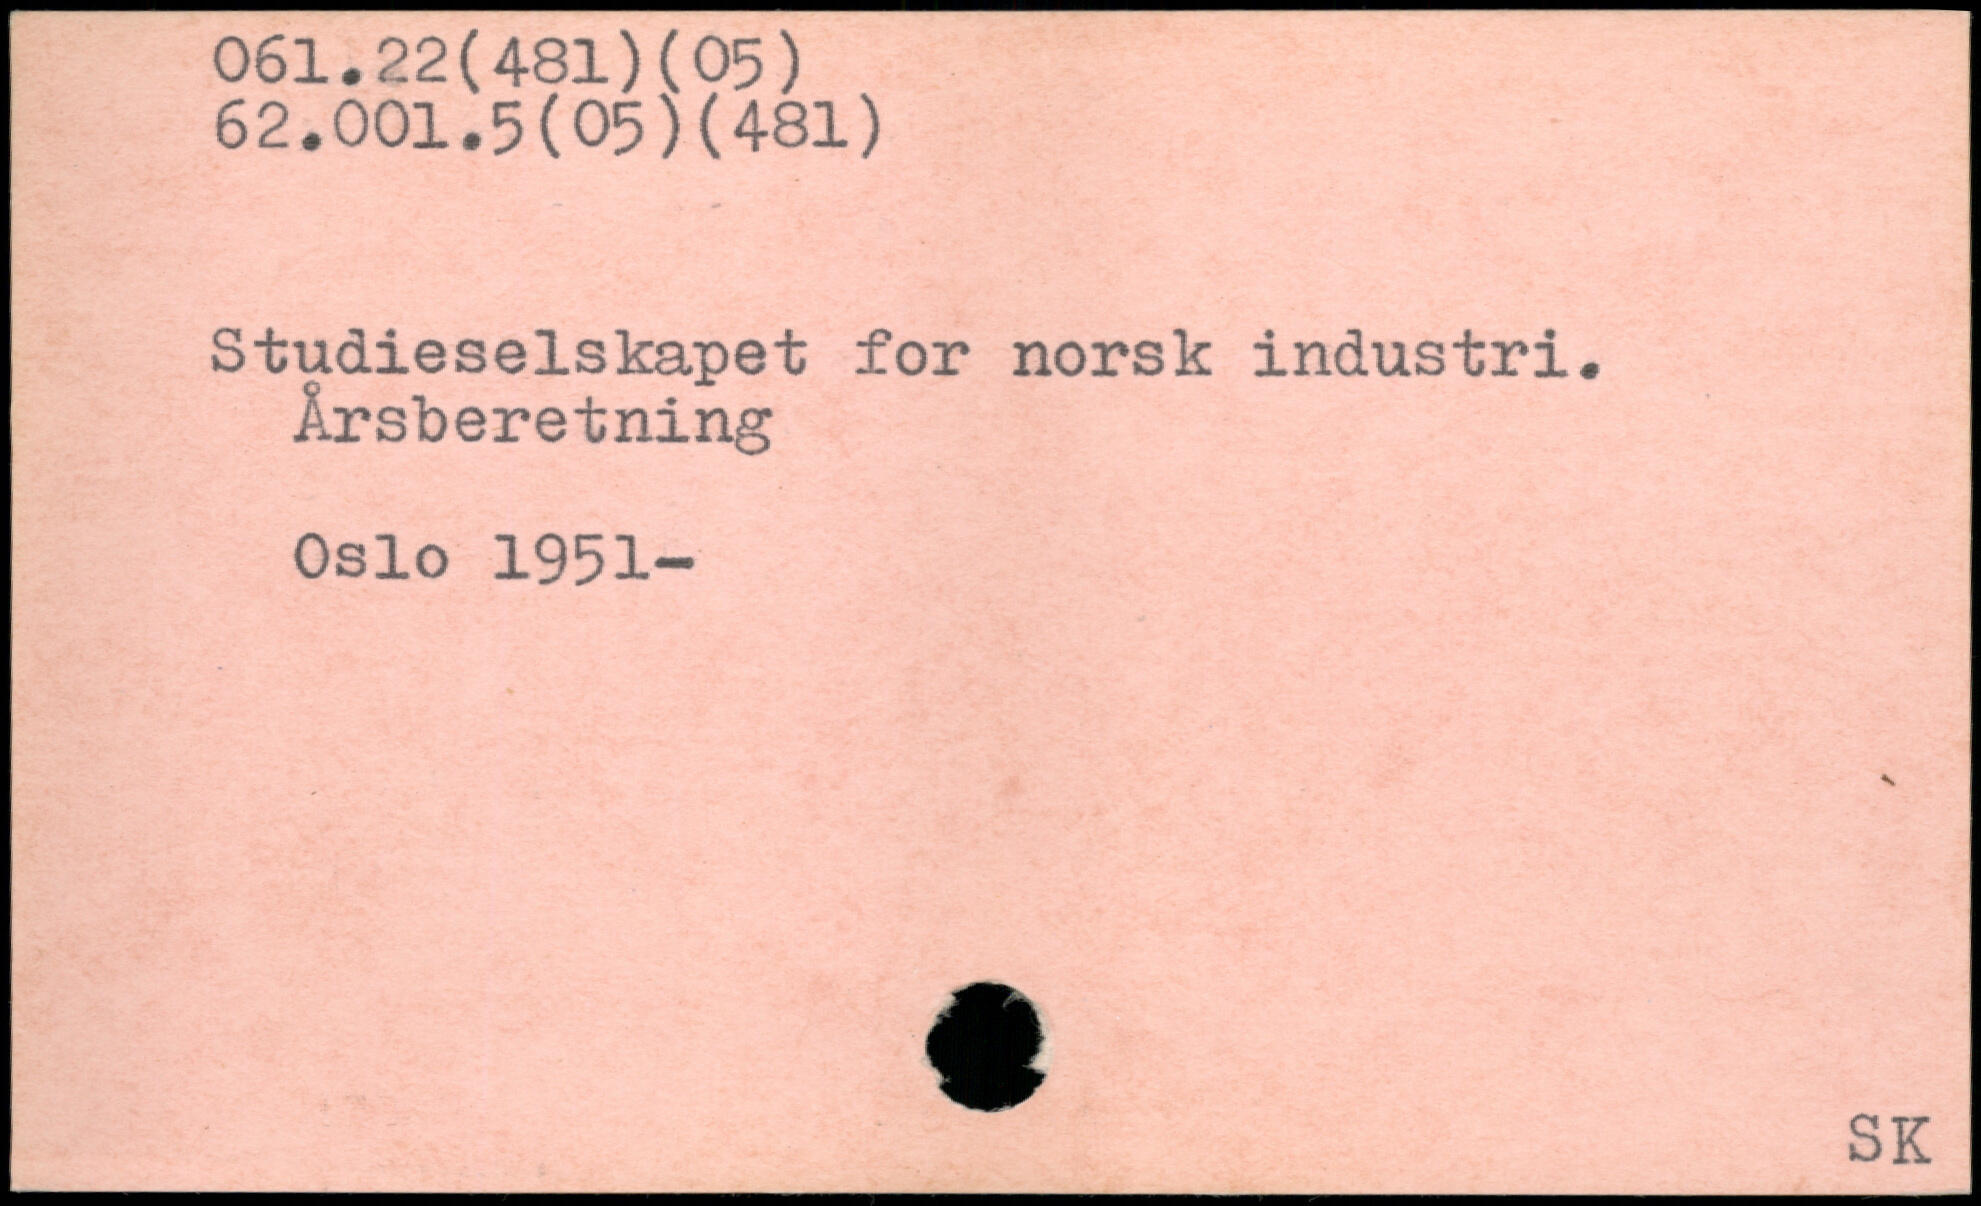 061.22(481)(05)
62.001.5(05)(481)
Studieselskapet for norsk industri.
Årsberetning
Oslo 1951-
SK